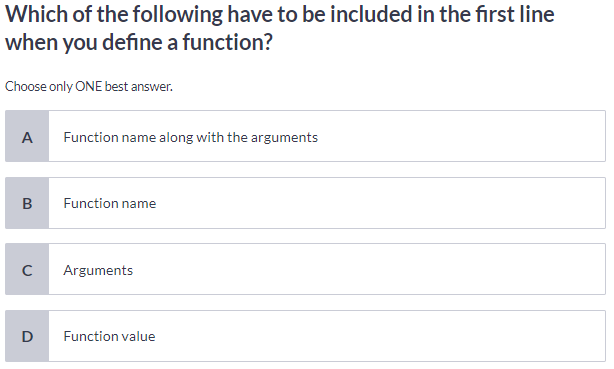 Which of the following have to be included in the first line
when you define a function?
Choose only ONE best answer.
A Function name along with the arguments
B Function name
C Arguments
D Function value